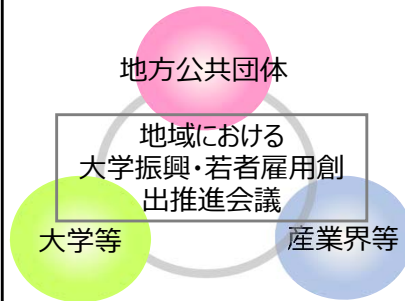 地方公共団体
地域における
大学振興・若者雇用創
出推進会議
大学等
産業界等